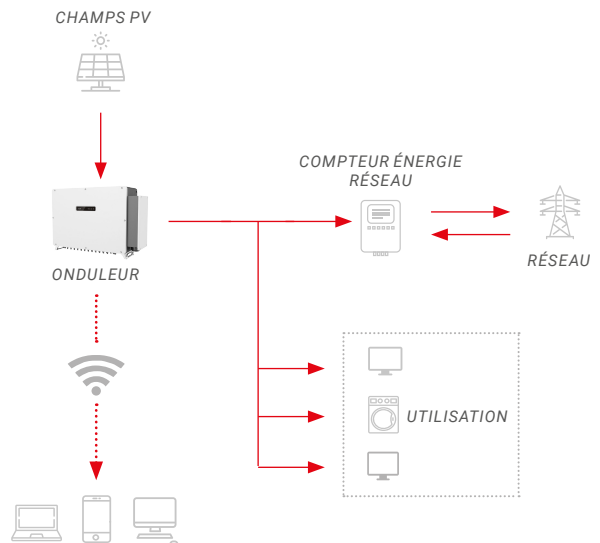 CHAMPS PV
COMPTEUR ÉNERGIE
RÉSEAU
RÉSEAU
ONDULEUR
UTILISATION